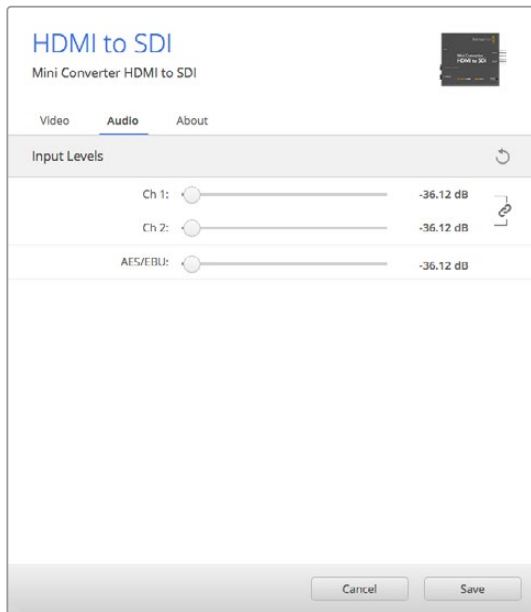 HDMI to SDI
Mini Converter HDMI to SDI
Video Audio About
Input Levels
Ch 1: -36.12 dB
Ch 2: -36.12 dB
AES/EBU: -36.12 dB
Cancel Save